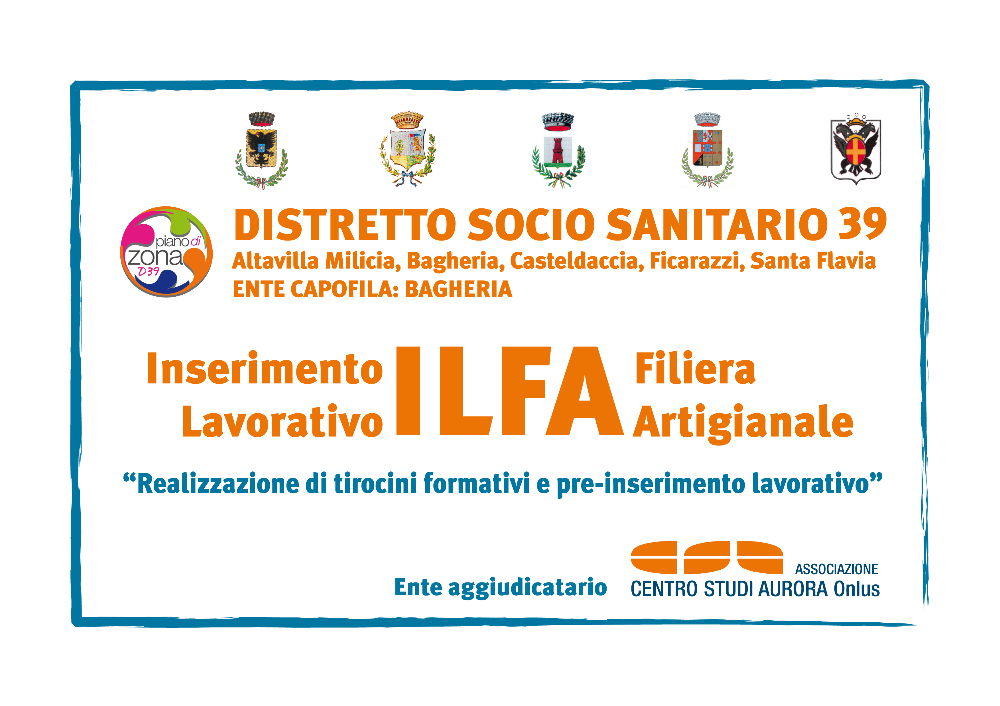 DISTRETTO SOCIO SANITARIO 39
piano di
zona
D39
Altavilla Milicia, Bagheria, Casteldaccia, Ficarazzi, Santa Flavia
ENTE CAPOFILA: BAGHERIA
Inserimento
Lavorativo
ILFA
Filiera
Artigianale
“Realizzazione di tirocini formativi e pre-inserimento lavorativo”
Ente aggiudicatario
csa
ASSOCIAZIONE
CENTRO STUDI AURORA Onlus